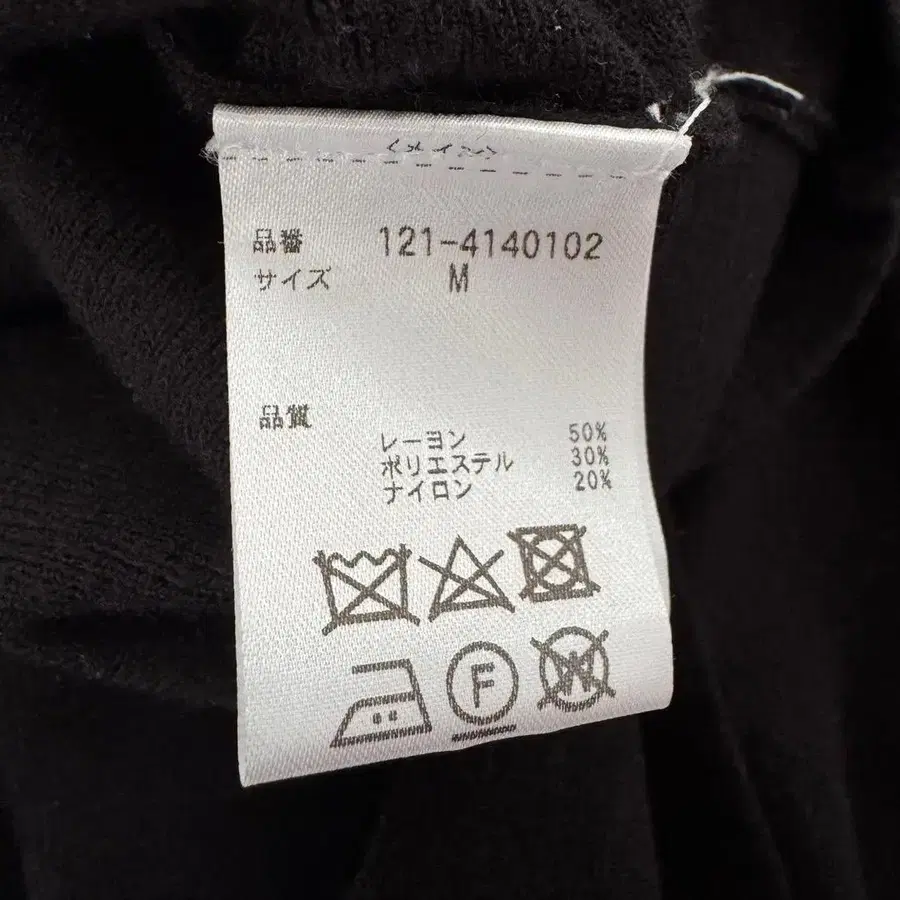 品番 121-4140102
サイズ M
品質
レーヨン 50%
ポリエステル 30%
ナイロン 20%
F W